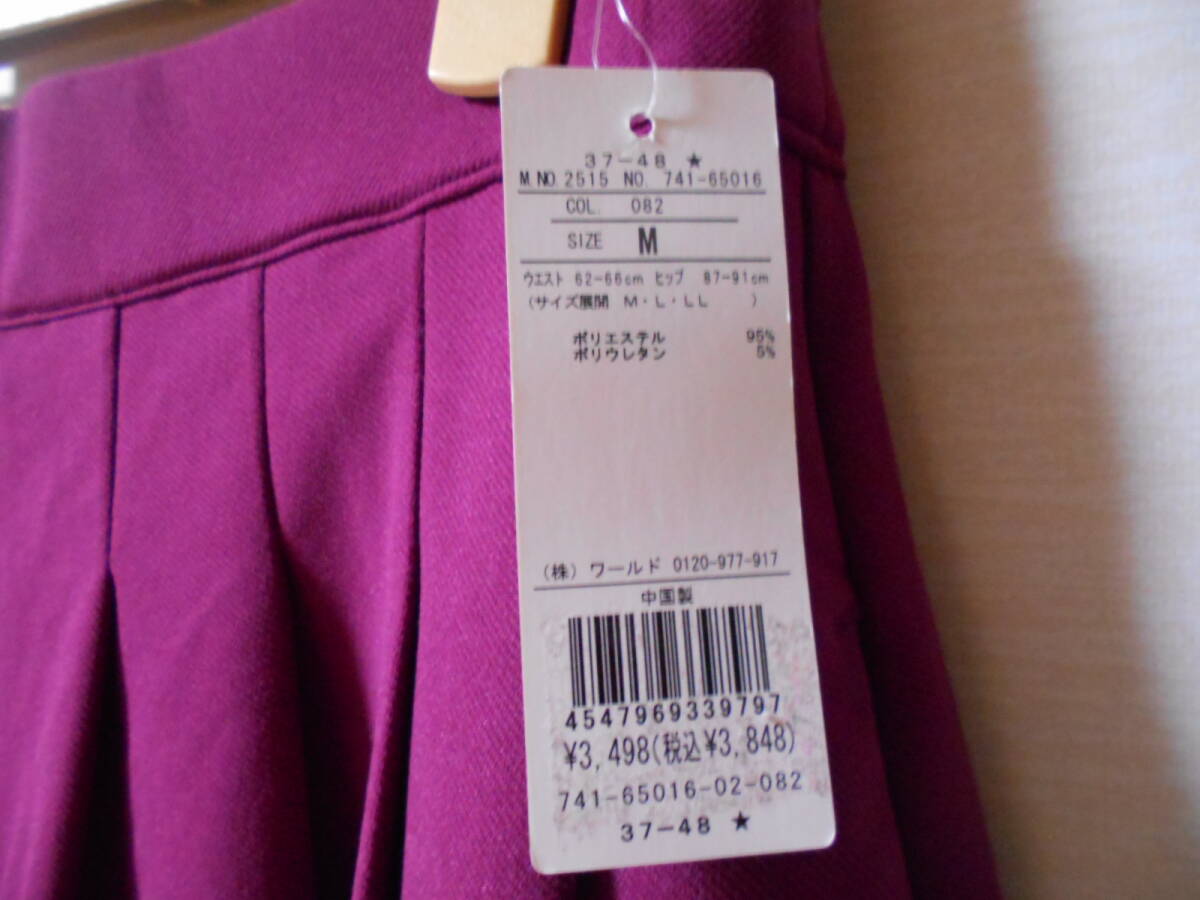 37-48 ★
M.NO.2515 NO. 741-65016
COL. 082
SIZE M
ウエスト 62-66cm ヒップ 87-91cm
(サイズ展開 M・L・LL )
ポリエステル 95%
ポリウレタン 5%
(株) ワールド 0120-977-917
中国製
4547969339797
¥3,498(税込¥3,848)
741-65016-02-082
37-48 ★